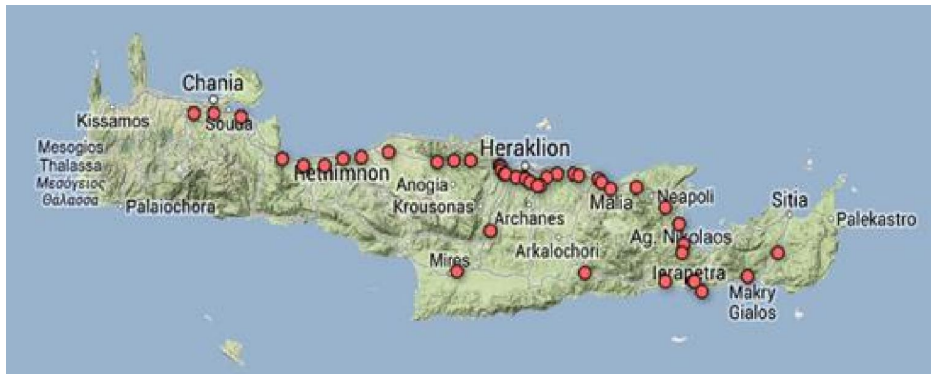 Chania
Kissamos
Souda
Mesogios
Thalassa
Μεσόγειος
Θάλασσα
Palaiochora
Rethimnon
Anogia
Krousonas
Heraklion
Archanes
Arkalochori
Mires
Malia
Neapoli
Ag. Nikolaos
Sitia
Palekastro
Ierapetra
Makry
Gialos